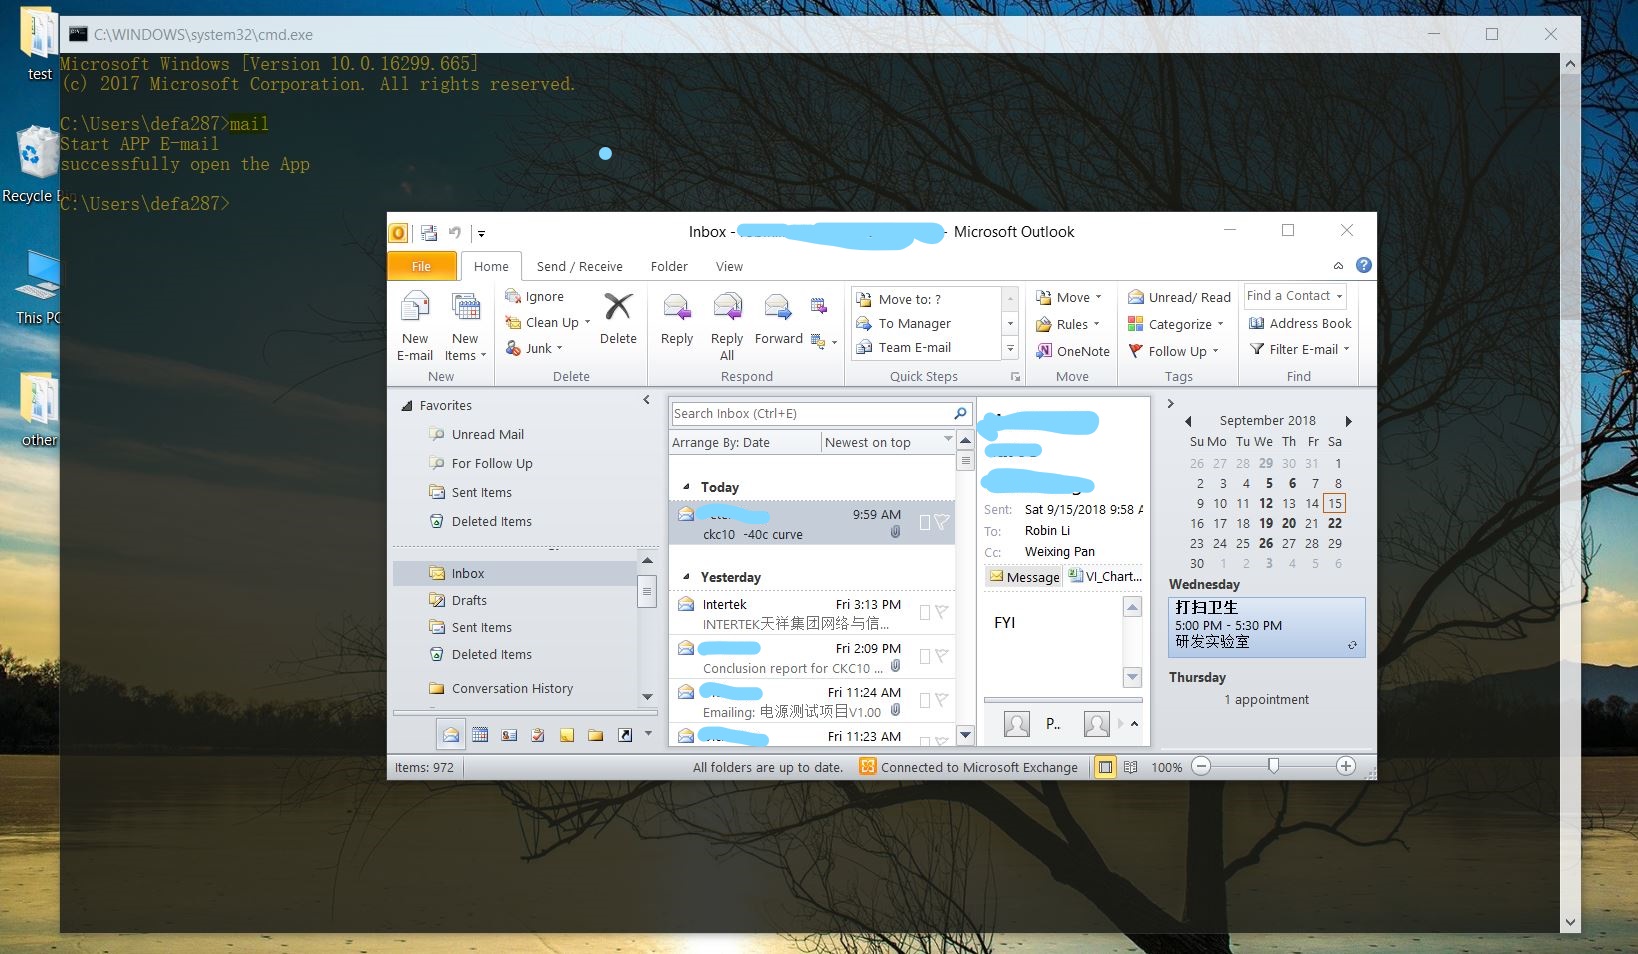 test
Recycle
This PC
other
C:\WINDOWS\system32\cmd.exe
Microsoft Windows [Version 10.0.16299.665]
(c) 2017 Microsoft Corporation. All rights reserved.
C:\Users\defa287>mail
Start APP E-mail
successfully open the App
C:\Users\defa287>
Inbox - - Microsoft Outlook
File Home Send / Receive Folder View
New E-mail
New Items
New
Ignore
Clean Up
Junk
Delete
Delete
Reply
Reply All
Forward
Respond
Move to: ?
To Manager
Team E-mail
Quick Steps
Move
Rules
OneNote
Move
Unread/ Read
Categorize
Follow Up
Tags
Find a Contact
Address Book
Filter E-mail
Find
Favorites
Unread Mail
For Follow Up
Sent Items
Deleted Items
Inbox
Drafts
Sent Items
Deleted Items
Conversation History
Search Inbox (Ctrl+E)
Arrange By: Date Newest on top
Today
9:59 AM
ckc10 -40c curve
Yesterday
Intertek Fri 3:13 PM
INTERTEK天祥集团网络与信...
Fri 2:09 PM
Conclusion report for CKC10 ...
Fri 11:24 AM
Emailing: 电源测试项目V1.00
Fri 11:23 AM
Sent: Sat 9/15/2018 9:58 A
To: Robin Li
Cc: Weixing Pan
Message VI_Chart...
FYI
P..
September 2018
Su Mo Tu We Th Fr Sa
26 27 28 29 30 31 1
2 3 4 5 6 7 8
9 10 11 12 13 14 15
16 17 18 19 20 21 22
23 24 25 26 27 28 29
30 1 2 3 4 5 6
Wednesday
打扫卫生
5:00 PM - 5:30 PM
研发实验室
Thursday
1 appointment
Items: 972 All folders are up to date. Connected to Microsoft Exchange 100%